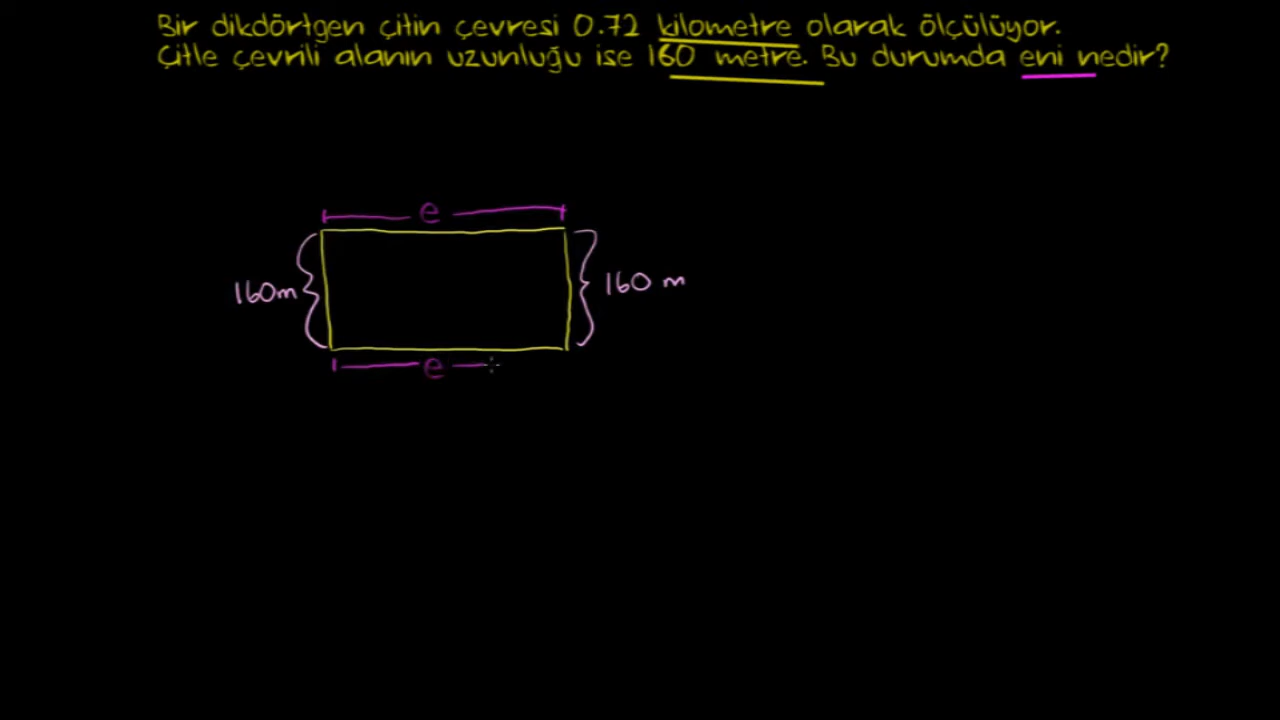 Bir dikdörtgen çitin çevresi 0.72 kilometre olarak ölçülüyor.
Çitle çevrili alanın uzunluğu ise 160 metre. Bu durumda eni nedir?
e
160m
160 m
e